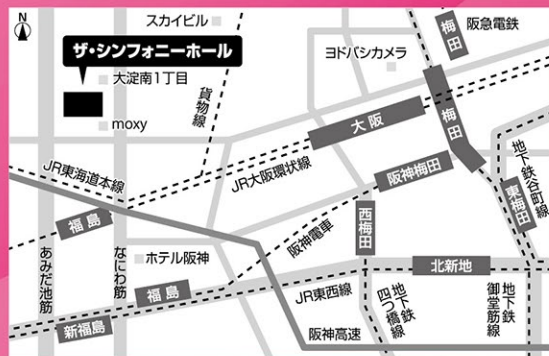 N
スカイビル
ザ・シンフォニーホール
大淀南1丁目
moxy
貨物線
ヨドバシカメラ
梅田
阪急電鉄
梅田
大阪
阪神梅田
東梅田
地下鉄谷町線
JR東海道本線
JR大阪環状線
福島
阪神電車
西梅田
あみだ池筋
なにわ筋
ホテル阪神
福島
北新地
新福島
JR東西線
阪神高速
地下鉄
四つ橋線
地下鉄
御堂筋線